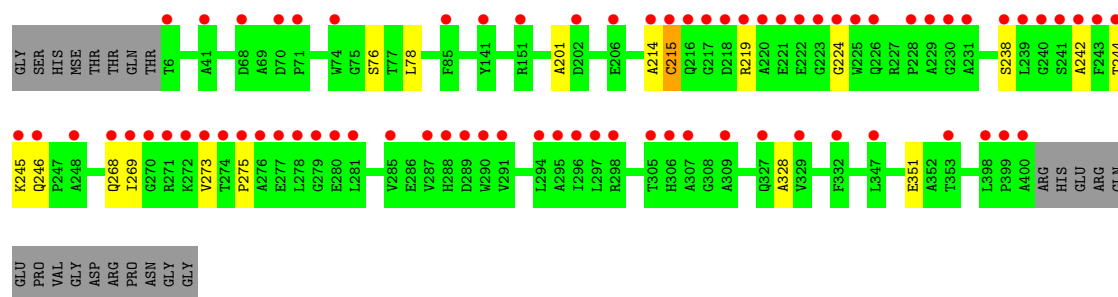 GLY SER HIS MSE THR THR GLN THR T6 A41 D68 A69 D70 P71 W74 G75 S76 T77 L78 F85 Y141 R151 A201 D202 E206 A214 C215 Q216 G217 D218 R219 A220 E221 E222 G223 G224 W225 Q226 R227 P228 A229 G230 A231 S238 L239 G240 S241 A242 F243 T244
K245 Q246 P247 A248 Q268 I269 G270 R271 K272 V273 T274 P275 A276 E277 L278 G279 E280 L281 V285 E286 V287 H288 D289 W290 V291 L294 A295 I296 L297 R298 T305 H306 A307 G308 A309 Q327 A328 V329 F332 L347 E351 A352 T353 L398 P399 A400 ARG HIS GLU ARG GLN
GLU PRO VAL GLY ASP ARG PRO ASN GLY GLY